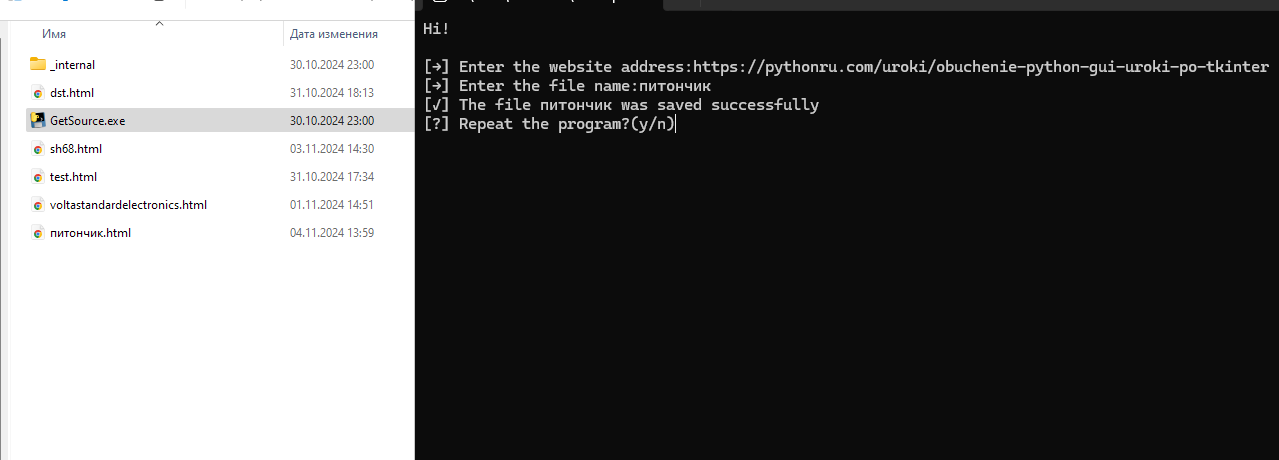 Имя Дата изменения
_internal 30.10.2024 23:00
dst.html 31.10.2024 18:13
GetSource.exe 30.10.2024 23:00
sh68.html 03.11.2024 14:30
test.html 31.10.2024 17:34
voltastandardelectronics.html 01.11.2024 14:51
питончик.html 04.11.2024 13:59
Hi!
[→] Enter the website address:https://pythonru.com/uroki/obuchenie-python-gui-uroki-po-tkinter
[→] Enter the file name:питончик
[√] The file питончик was saved successfully
[?] Repeat the program?(y/n)